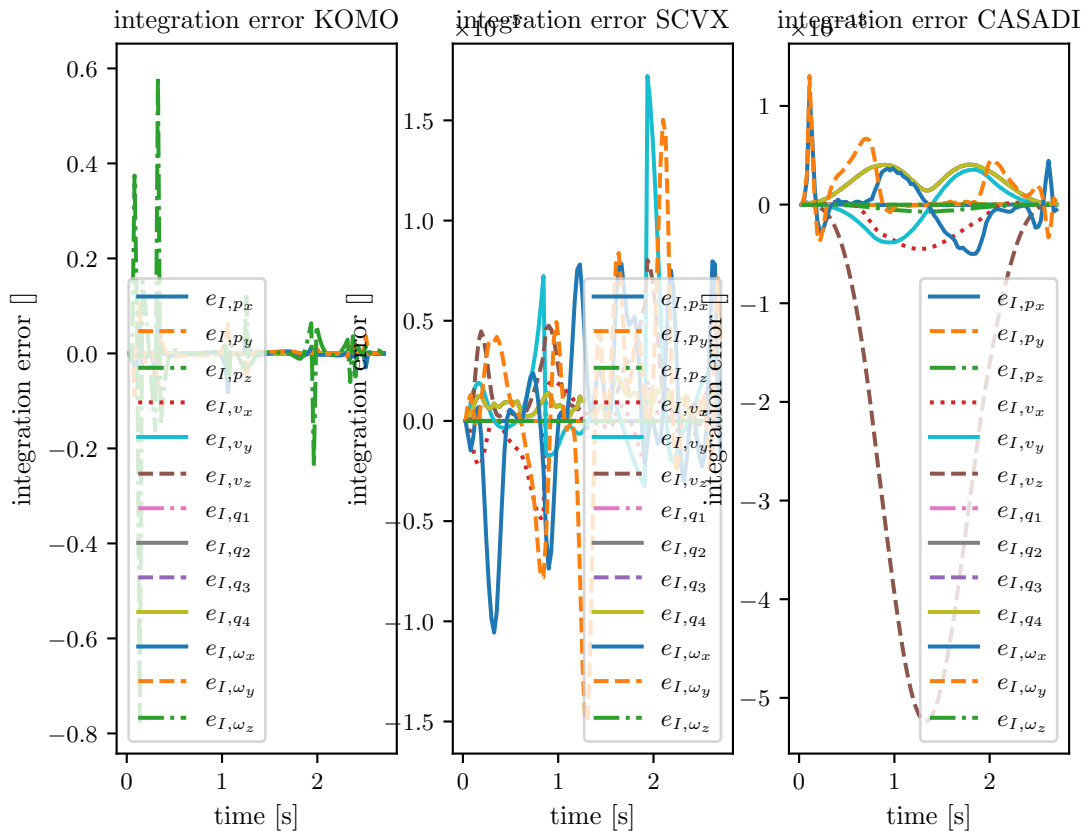 integration error KOMO
0.6
0.4
0.2
0.0
−0.2
−0.4
−0.6
−0.8
0
1
2
time [s]
integration error []
e_{I,p_x}
e_{I,p_y}
e_{I,p_z}
e_{I,v_x}
e_{I,v_y}
e_{I,v_z}
e_{I,q_1}
e_{I,q_2}
e_{I,q_3}
e_{I,q_4}
e_{I,ω_x}
e_{I,ω_y}
e_{I,ω_z}
integration error SCVX
1.5
1.0
0.5
0.0
−0.5
−1.0
−1.5
0
1
2
time [s]
integration error []
e_{I,p_x}
e_{I,p_y}
e_{I,p_z}
e_{I,v_x}
e_{I,v_y}
e_{I,v_z}
e_{I,q_1}
e_{I,q_2}
e_{I,q_3}
e_{I,q_4}
e_{I,ω_x}
e_{I,ω_y}
e_{I,ω_z}
integration error CASADI
×10⁻¹³
1
0
−1
−2
−3
−4
−5
0
1
2
time [s]
integration error []
e_{I,p_x}
e_{I,p_y}
e_{I,p_z}
e_{I,v_x}
e_{I,v_y}
e_{I,v_z}
e_{I,q_1}
e_{I,q_2}
e_{I,q_3}
e_{I,q_4}
e_{I,ω_x}
e_{I,ω_y}
e_{I,ω_z}